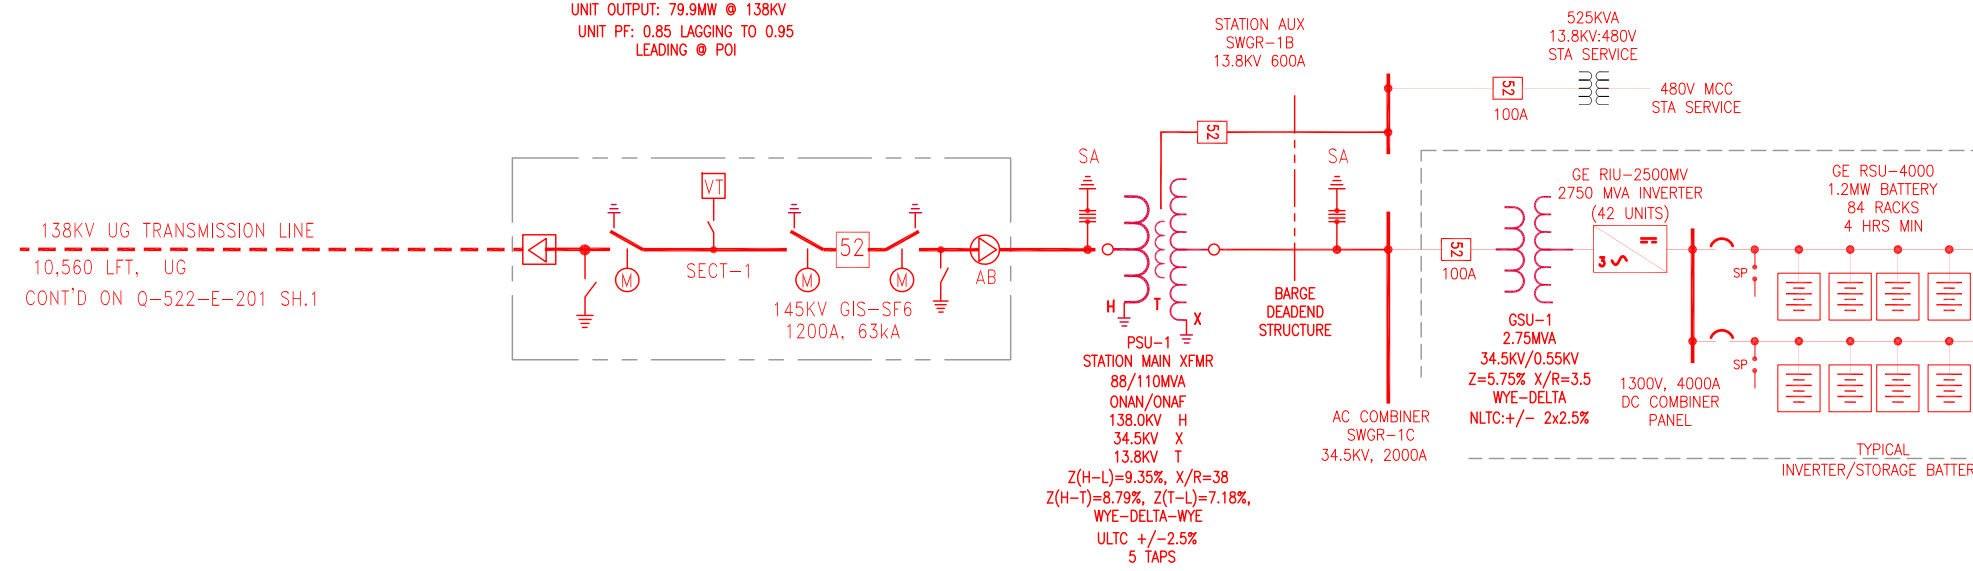 UNIT OUTPUT: 79.9MW @ 138KV
UNIT PF: 0.85 LAGGING TO 0.95
LEADING @ POI
STATION AUX
SWGR-1B
13.8KV 600A
525KVA
13.8KV:480V
STA SERVICE
52
100A
480V MCC
STA SERVICE
52
138KV UG TRANSMISSION LINE
10,560 LFT, UG
CONT'D ON Q-522-E-201 SH.1
VT
M
SECT-1
M
52
M
AB
145KV GIS-SF6
1200A, 63kA
SA
H
T
X
PSU-1
STATION MAIN XFMR
88/110MVA
ONAN/ONAF
138.0KV H
34.5KV X
13.8KV T
Z(H-L)=9.35%, X/R=38
Z(H-T)=8.79%, Z(T-L)=7.18%,
WYE-DELTA-WYE
ULTC +/-2.5%
5 TAPS
BARGE
DEADEND
STRUCTURE
SA
AC COMBINER
SWGR-1C
34.5KV, 2000A
52
100A
GSU-1
2.75MVA
34.5KV/0.55KV
Z=5.75% X/R=3.5
WYE-DELTA
NLTC:+/- 2x2.5%
GE RIU-2500MV
2750 MVA INVERTER
(42 UNITS)
3
1300V, 4000A
DC COMBINER
PANEL
GE RSU-4000
1.2MW BATTERY
84 RACKS
4 HRS MIN
SP
SP
TYPICAL
INVERTER/STORAGE BATTER